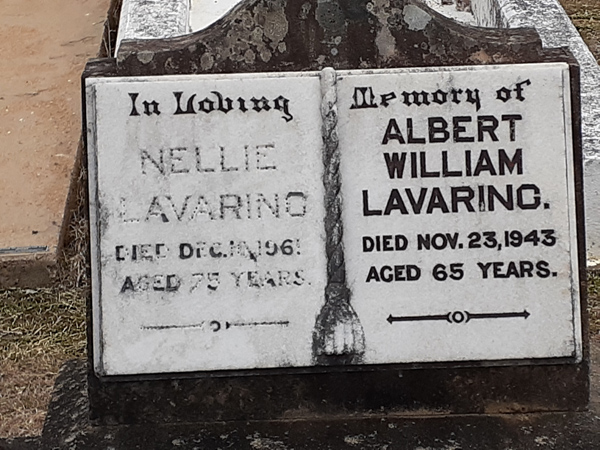 In Loving
NELLIE
LAVARINO
DIED DEC.
AGED 75 YEARS.
Memory of
ALBERT
WILLIAM
LAVARINO.
DIED NOV. 23, 1943
AGED 65 YEARS.